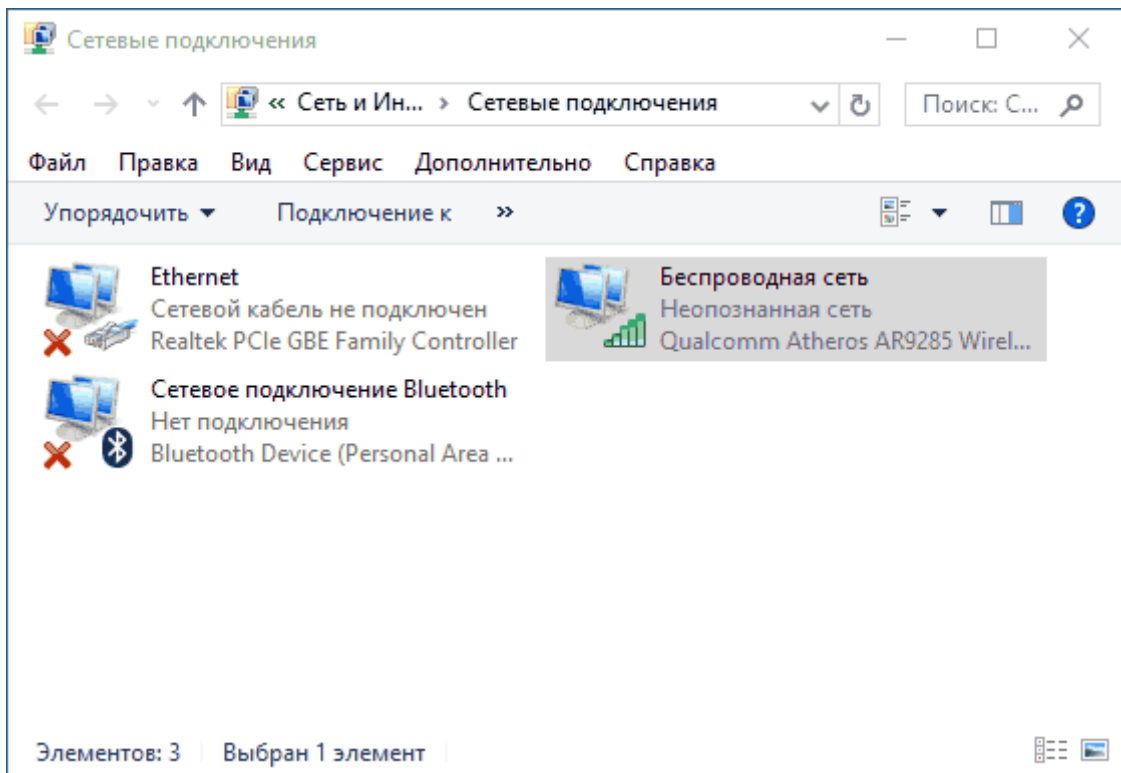 Сетевые подключения
« Сеть и Ин... › Сетевые подключения
Поиск: С...
Файл Правка Вид Сервис Дополнительно Справка
Упорядочить Подключение к »
Ethernet
Сетевой кабель не подключен
Realtek PCIe GBE Family Controller
Беспроводная сеть
Неопознанная сеть
Qualcomm Atheros AR9285 Wirel...
Сетевое подключение Bluetooth
Нет подключения
Bluetooth Device (Personal Area ...
Элементов: 3 Выбран 1 элемент